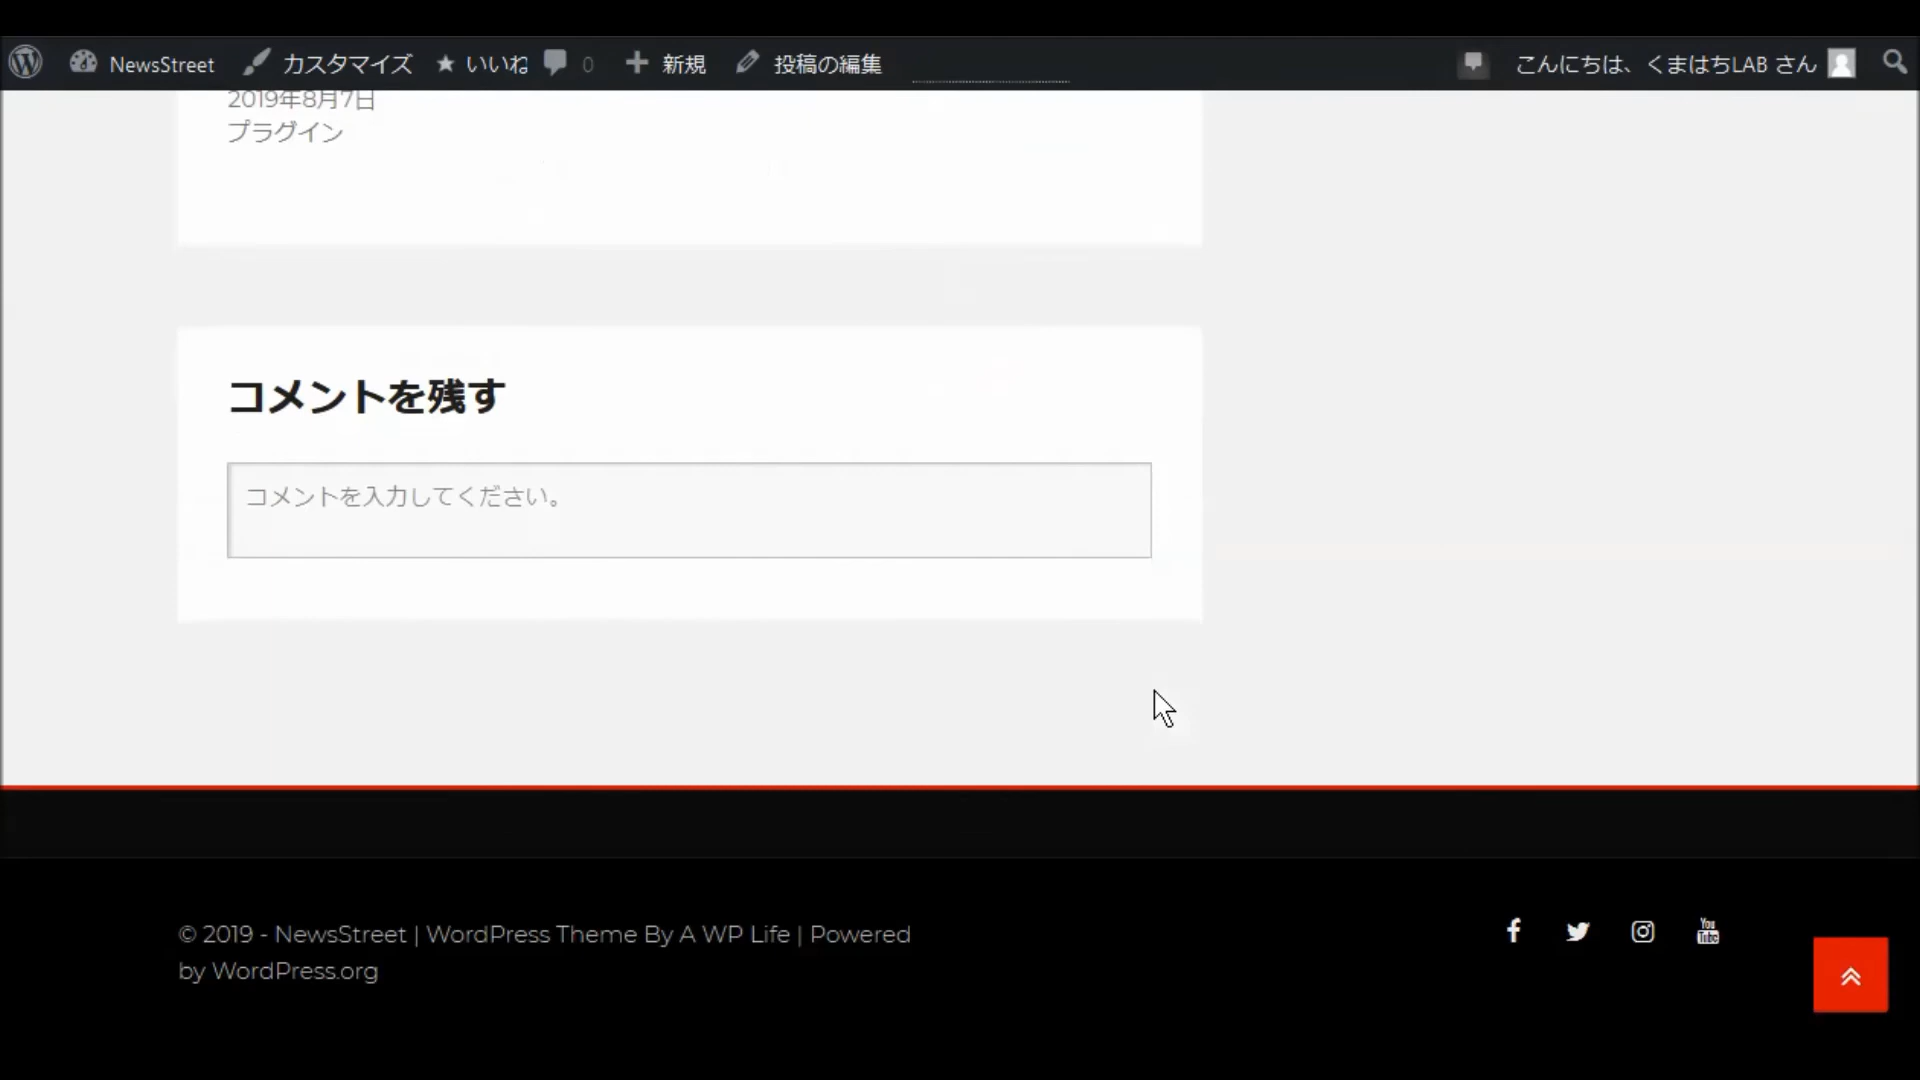 NewsStreet カスタマイズ いいね 0 新規 投稿の編集 こんにちは、くまはちLAB さん
2019年8月7日
プラグイン
コメントを残す
コメントを入力してください。
© 2019 - NewsStreet | WordPress Theme By A WP Life | Powered
by WordPress.org
You
Tube